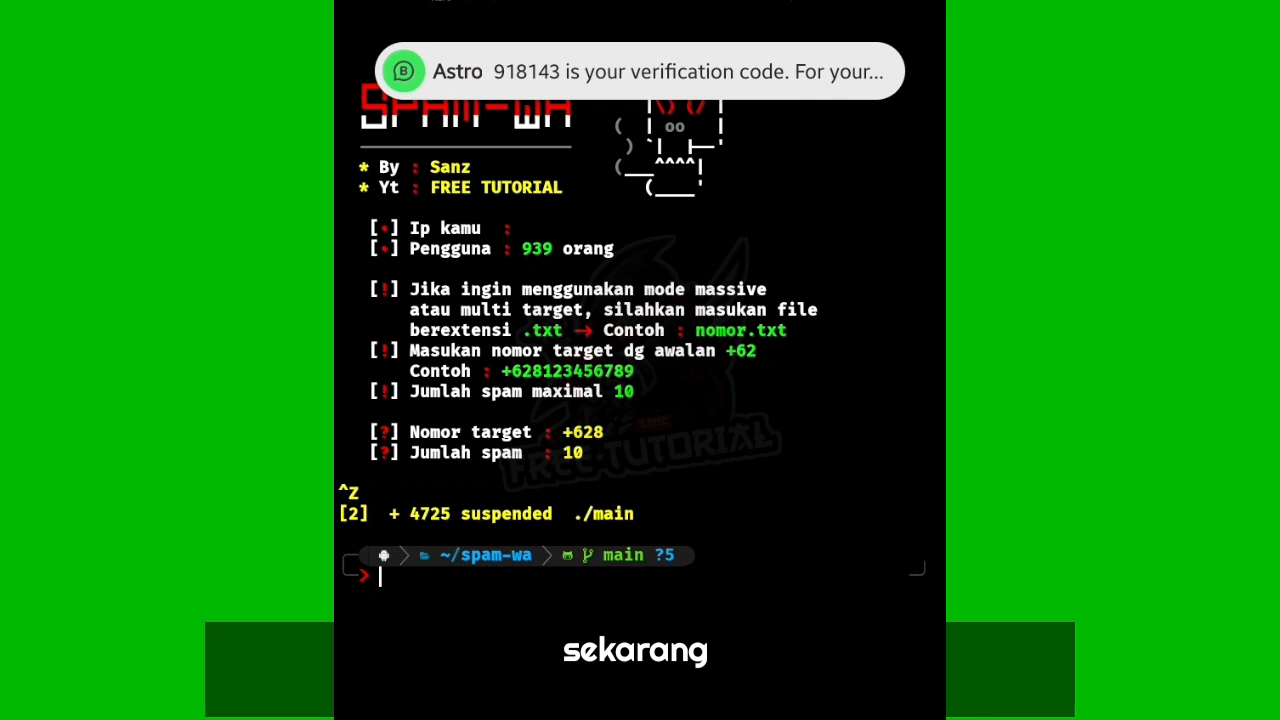 Astro 918143 is your verification code. For your...
SPAM-WA
* By : Sanz
* Yt : FREE TUTORIAL
[•] Ip kamu :
[•] Pengguna : 939 orang
[!] Jika ingin menggunakan mode massive
atau multi target, silahkan masukan file
berextensi .txt → Contoh : nomor.txt
[!] Masukan nomor target dg awalan +62
Contoh : +628123456789
[!] Jumlah spam maximal 10
[?] Nomor target : +628
[?] Jumlah spam : 10
FREE-TUTORIAL
^Z
[2] + 4725 suspended ./main
~/spam-wa main ?5
>
sekarang